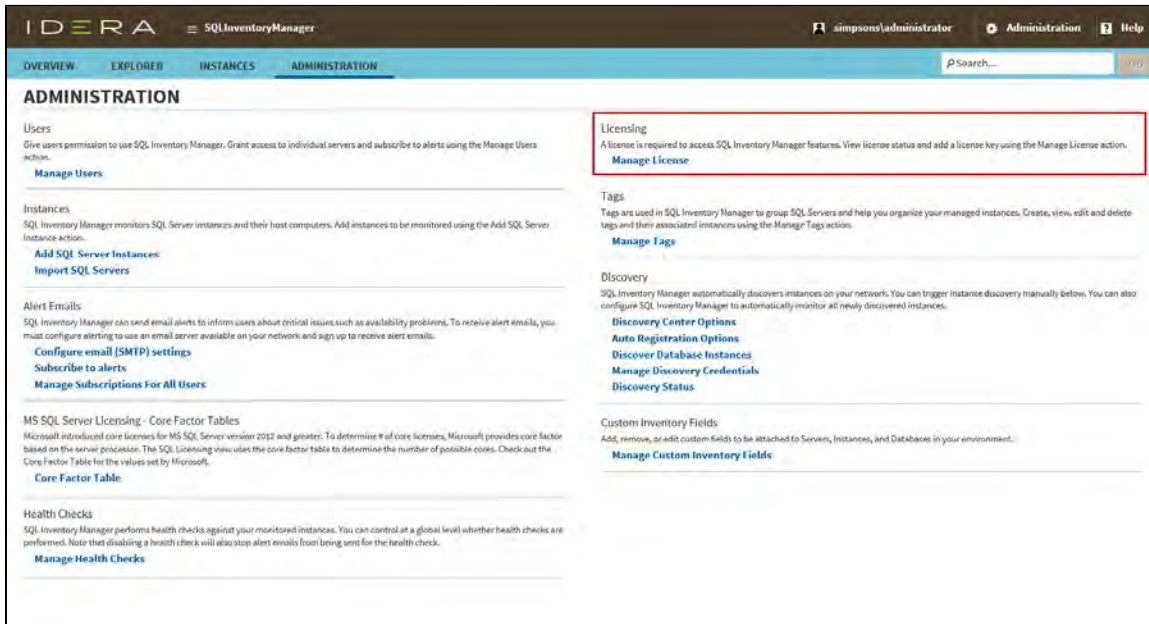 IDERA
SQLInventoryManager
simpsons\administrator
Administration
Help
OVERVIEW
EXPLORER
INSTANCES
ADMINISTRATION
Search...
ADMINISTRATION
Users
Give users permission to use SQL Inventory Manager. Grant access to individual servers and subscribe to alerts using the Manage Users
action.
Manage Users
Instances
SQL Inventory Manager monitors SQL Server instances and their host computers. Add instances to be monitored using the Add SQL Server
Instance action.
Add SQL Server Instances
Import SQL Servers
Alert Emails
SQL Inventory Manager can send email alerts to inform users about critical issues such as availability problems. To receive alert emails, you
must configure alerting to use an email server available on your network and sign up to receive alert emails.
Configure email (SMTP) settings
Subscribe to alerts
Manage Subscriptions For All Users
MS SQL Server Licensing - Core Factor Tables
Microsoft introduced core licenses for MS SQL Server version 2012 and greater. To determine # of core licenses, Microsoft provides core factor
based on the server processor. The SQL Licensing view uses the core factor table to determine the number of possible cores. Check out the
Core Factor Table for the values set by Microsoft.
Core Factor Table
Health Checks
SQL Inventory Manager performs health checks against your monitored instances. You can control at a global level whether health checks are
performed. Note that disabling a health check will also stop alert emails from being sent for the health check.
Manage Health Checks
Licensing
A license is required to access SQL Inventory Manager features. View license status and add a license key using the Manage License action.
Manage License
Tags
Tags are used in SQL Inventory Manager to group SQL Servers and help you organize your managed instances. Create, view, edit and delete
tags and their associated instances using the Manage Tags action.
Manage Tags
Discovery
SQL Inventory Manager automatically discovers instances on your network. You can trigger instance discovery manually below. You can also
configure SQL Inventory Manager to automatically monitor all newly discovered instances.
Discovery Center Options
Auto Registration Options
Discover Database Instances
Manage Discovery Credentials
Discovery Status
Custom Inventory Fields
Add, remove, or edit custom fields to be attached to Servers, Instances, and Databases in your environment.
Manage Custom Inventory Fields